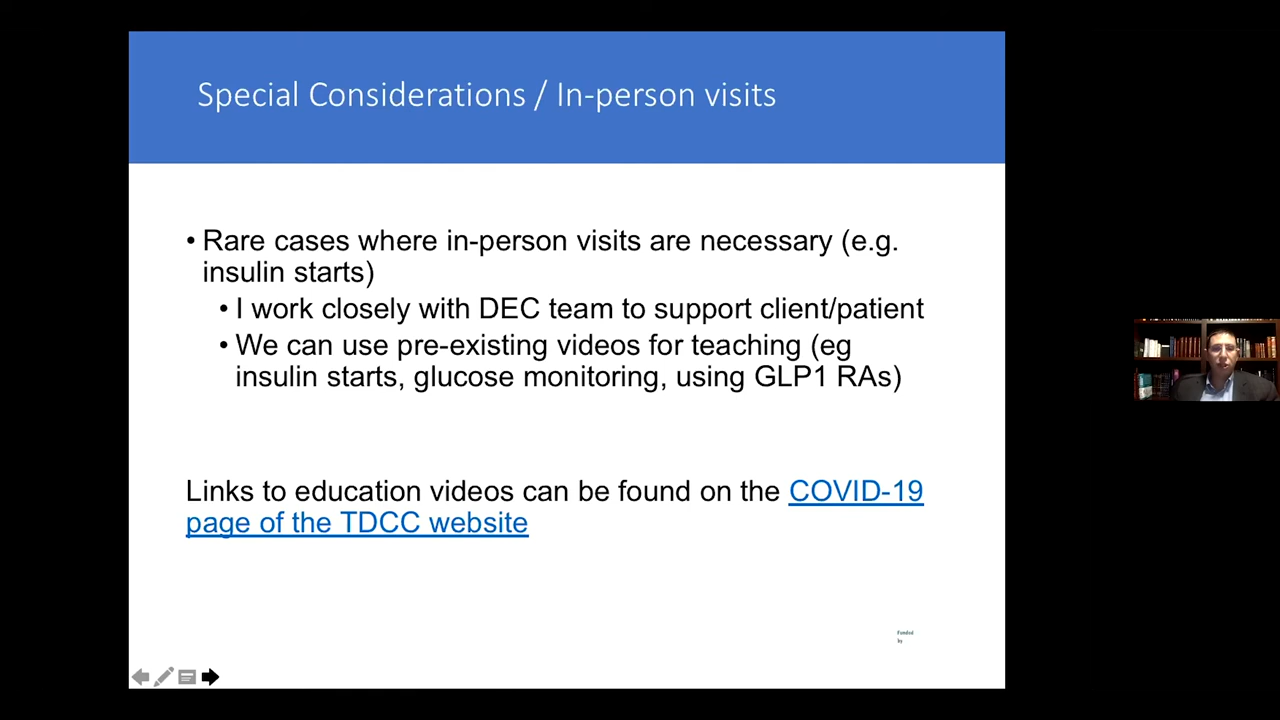 Special Considerations / In-person visits
• Rare cases where in-person visits are necessary (e.g.
insulin starts)
• I work closely with DEC team to support client/patient
• We can use pre-existing videos for teaching (eg
insulin starts, glucose monitoring, using GLP1 RAs)
Links to education videos can be found on the COVID-19
page of the TDCC website
Funded
by